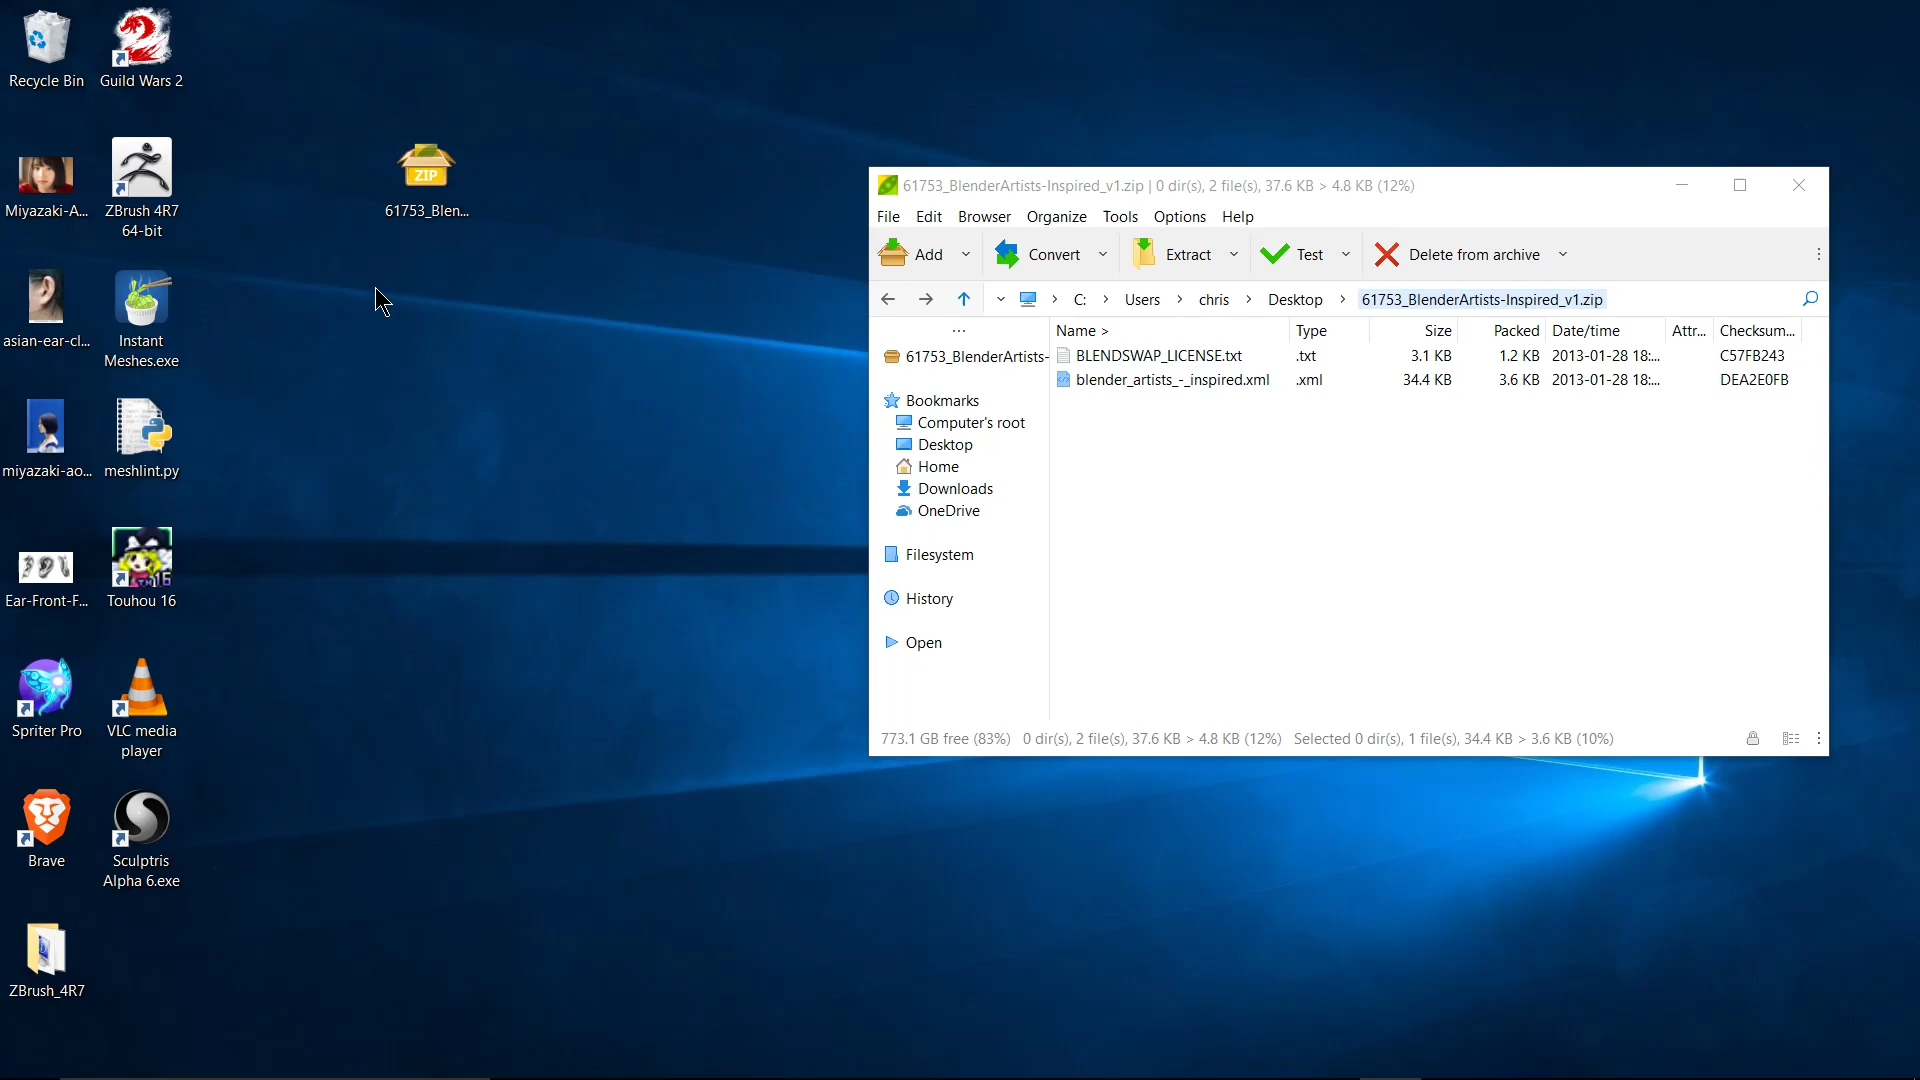 Recycle Bin
Guild Wars 2
Miyazaki-A...
ZBrush 4R7
64-bit
ZIP
61753_Blen...
asian-ear-cl...
Instant
Meshes.exe
miyazaki-ao...
meshlint.py
Ear-Front-F...
Touhou 16
Spriter Pro
VLC media
player
Brave
Sculptris
Alpha 6.exe
ZBrush_4R7
61753_BlenderArtists-Inspired_v1.zip | 0 dir(s), 2 file(s), 37.6 KB > 4.8 KB (12%)
File Edit Browser Organize Tools Options Help
Add Convert Extract Test Delete from archive
C: > Users > chris > Desktop > 61753_BlenderArtists-Inspired_v1.zip
Name > Type Size Packed Date/time Attr... Checksum...
BLENDSWAP_LICENSE.txt .txt 3.1 KB 1.2 KB 2013-01-28 18:... C57FB243
blender_artists_-_inspired.xml .xml 34.4 KB 3.6 KB 2013-01-28 18:... DEA2E0FB
...
61753_BlenderArtists-
Bookmarks
Computer's root
Desktop
Home
Downloads
OneDrive
Filesystem
History
Open
773.1 GB free (83%) 0 dir(s), 2 file(s), 37.6 KB > 4.8 KB (12%) Selected 0 dir(s), 1 file(s), 34.4 KB > 3.6 KB (10%)